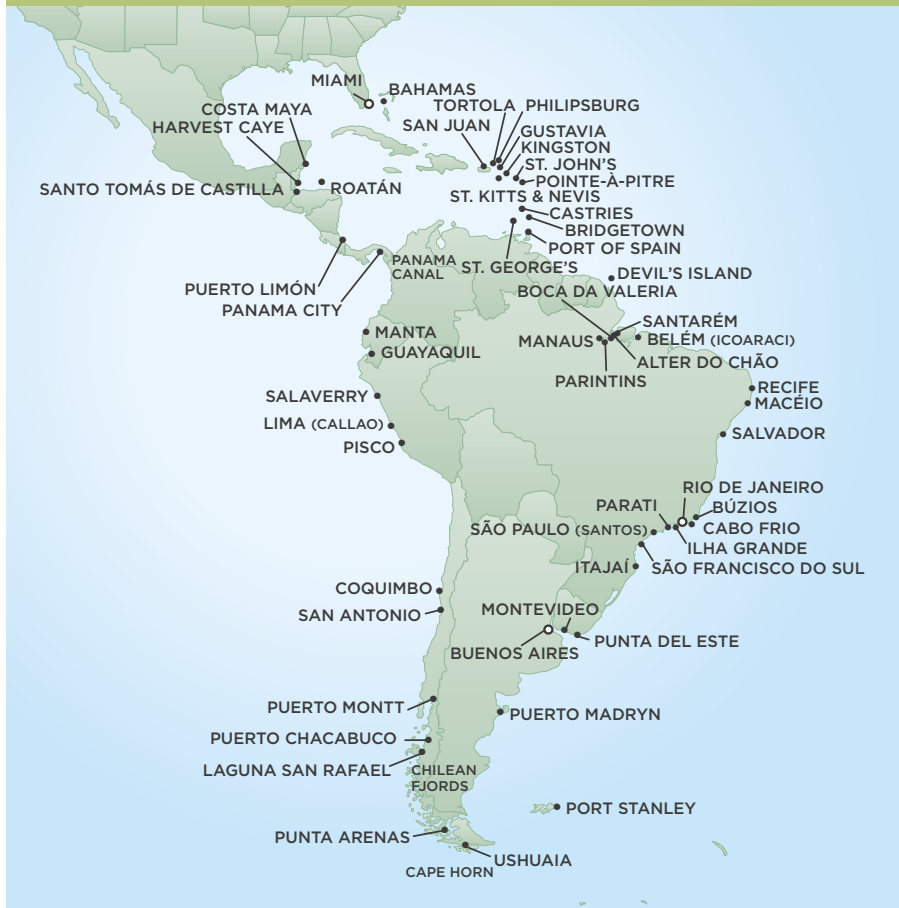 MIAMI
BAHAMAS
TORTOLA
PHILIPSBURG
COSTA MAYA
SAN JUAN
GUSTAVIA
HARVEST CAYE
KINGSTON
ST. JOHN'S
SANTO TOMÁS DE CASTILLA
ROATÁN
POINTE-À-PITRE
ST. KITTS & NEVIS
CASTRIES
BRIDGETOWN
PORT OF SPAIN
PANAMA
CANAL
ST. GEORGE'S
DEVIL'S ISLAND
PUERTO LIMÓN
BOCA DA VALERIA
PANAMA CITY
SANTARÉM
MANTA
MANAUS
BELÉM (ICOARACI)
GUAYAQUIL
ALTER DO CHÃO
PARINTINS
RECIFE
SALAVERRY
MACÉIO
LIMA (CALLAO)
SALVADOR
PISCO
RIO DE JANEIRO
PARATI
BÚZIOS
SÃO PAULO (SANTOS)
CABO FRIO
ILHA GRANDE
ITAJAÍ
SÃO FRANCISCO DO SUL
COQUIMBO
MONTEVIDEO
SAN ANTONIO
PUNTA DEL ESTE
BUENOS AIRES
PUERTO MONTT
PUERTO MADRYN
PUERTO CHACABUCO
LAGUNA SAN RAFAEL
CHILEAN
FJORDS
PORT STANLEY
PUNTA ARENAS
USHUAIA
CAPE HORN